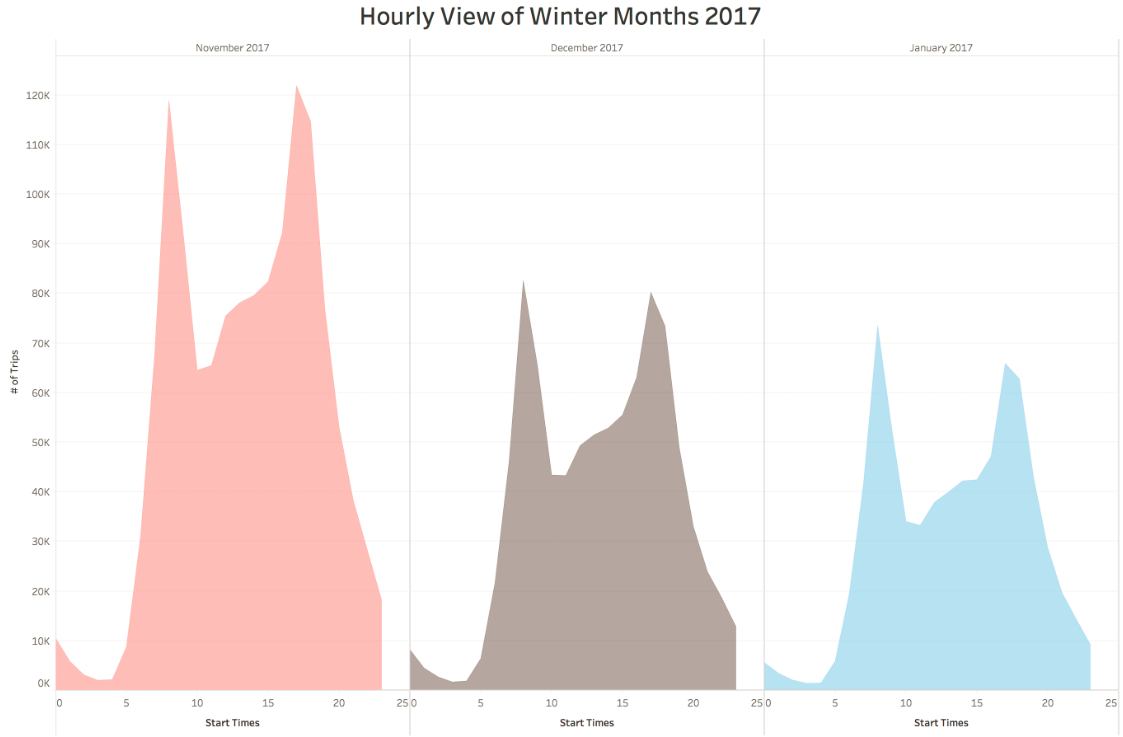 Hourly View of Winter Months 2017
November 2017 December 2017 January 2017
120K
110K
100K
90K
80K
70K
60K
50K
40K
30K
20K
10K
0K
# of Trips
0 5 10 15 20 25 0 5 10 15 20 25 0 5 10 15 20 25
Start Times Start Times Start Times